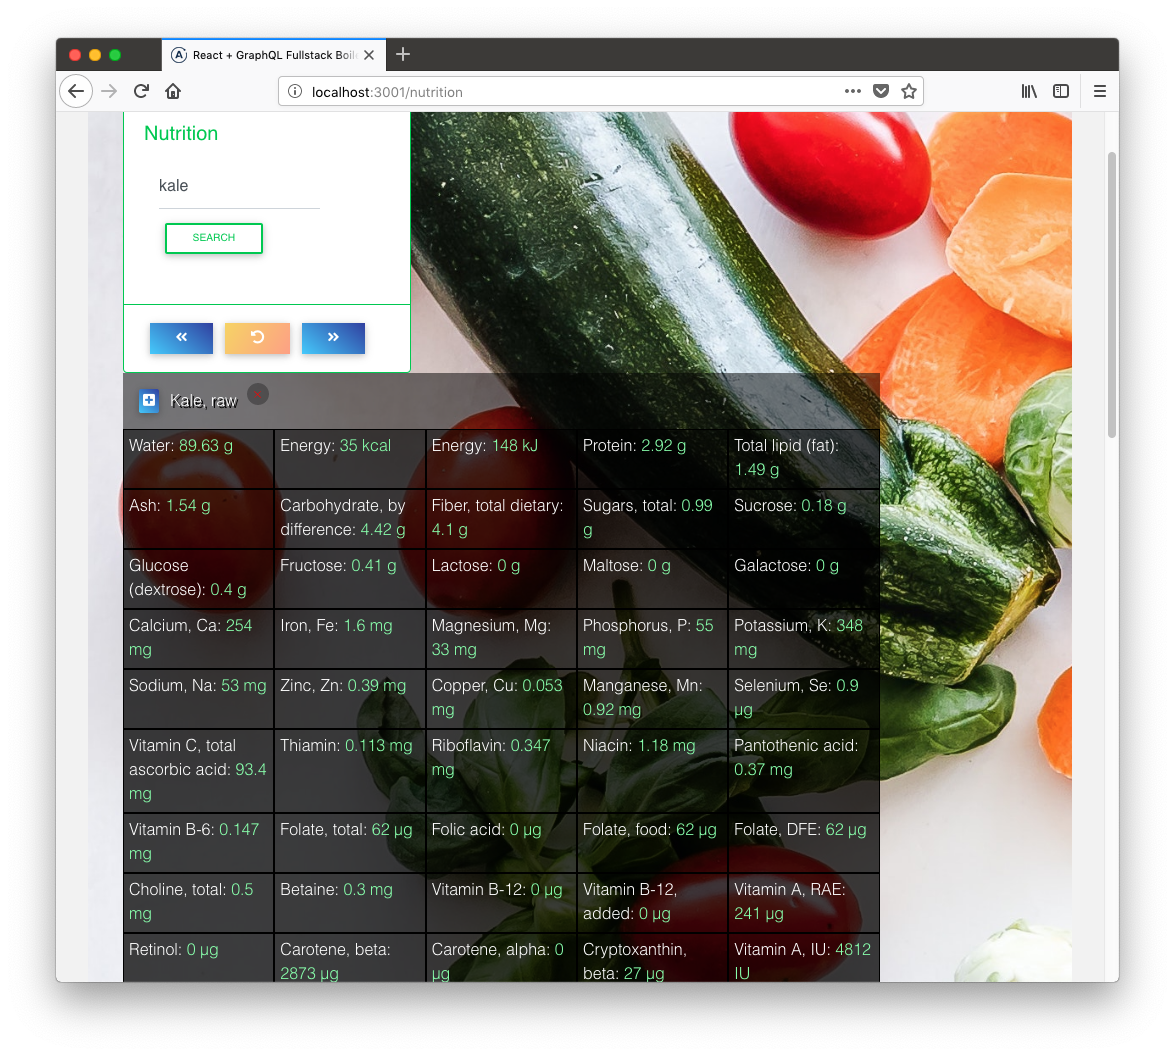 React + GraphQL Fullstack Boil
localhost:3001/nutrition
Nutrition
kale
SEARCH
Kale, raw
Water: 89.63 g
Energy: 35 kcal
Energy: 148 kJ
Protein: 2.92 g
Total lipid (fat):
1.49 g
Ash: 1.54 g
Carbohydrate, by
difference: 4.42 g
Fiber, total dietary:
4.1 g
Sugars, total: 0.99
g
Sucrose: 0.18 g
Glucose
(dextrose): 0.4 g
Fructose: 0.41 g
Lactose: 0 g
Maltose: 0 g
Galactose: 0 g
Calcium, Ca: 254
mg
Iron, Fe: 1.6 mg
Magnesium, Mg:
33 mg
Phosphorus, P: 55
mg
Potassium, K: 348
mg
Sodium, Na: 53 mg
Zinc, Zn: 0.39 mg
Copper, Cu: 0.053
mg
Manganese, Mn:
0.92 mg
Selenium, Se: 0.9
µg
Vitamin C, total
ascorbic acid: 93.4
mg
Thiamin: 0.113 mg
Riboflavin: 0.347
mg
Niacin: 1.18 mg
Pantothenic acid:
0.37 mg
Vitamin B-6: 0.147
mg
Folate, total: 62 µg
Folic acid: 0 µg
Folate, food: 62 µg
Folate, DFE: 62 µg
Choline, total: 0.5
mg
Betaine: 0.3 mg
Vitamin B-12: 0 µg
Vitamin B-12,
added: 0 µg
Vitamin A, RAE:
241 µg
Retinol: 0 µg
Carotene, beta:
2873 µg
Carotene, alpha: 0
µg
Cryptoxanthin,
beta: 27 µg
Vitamin A, IU: 4812
IU